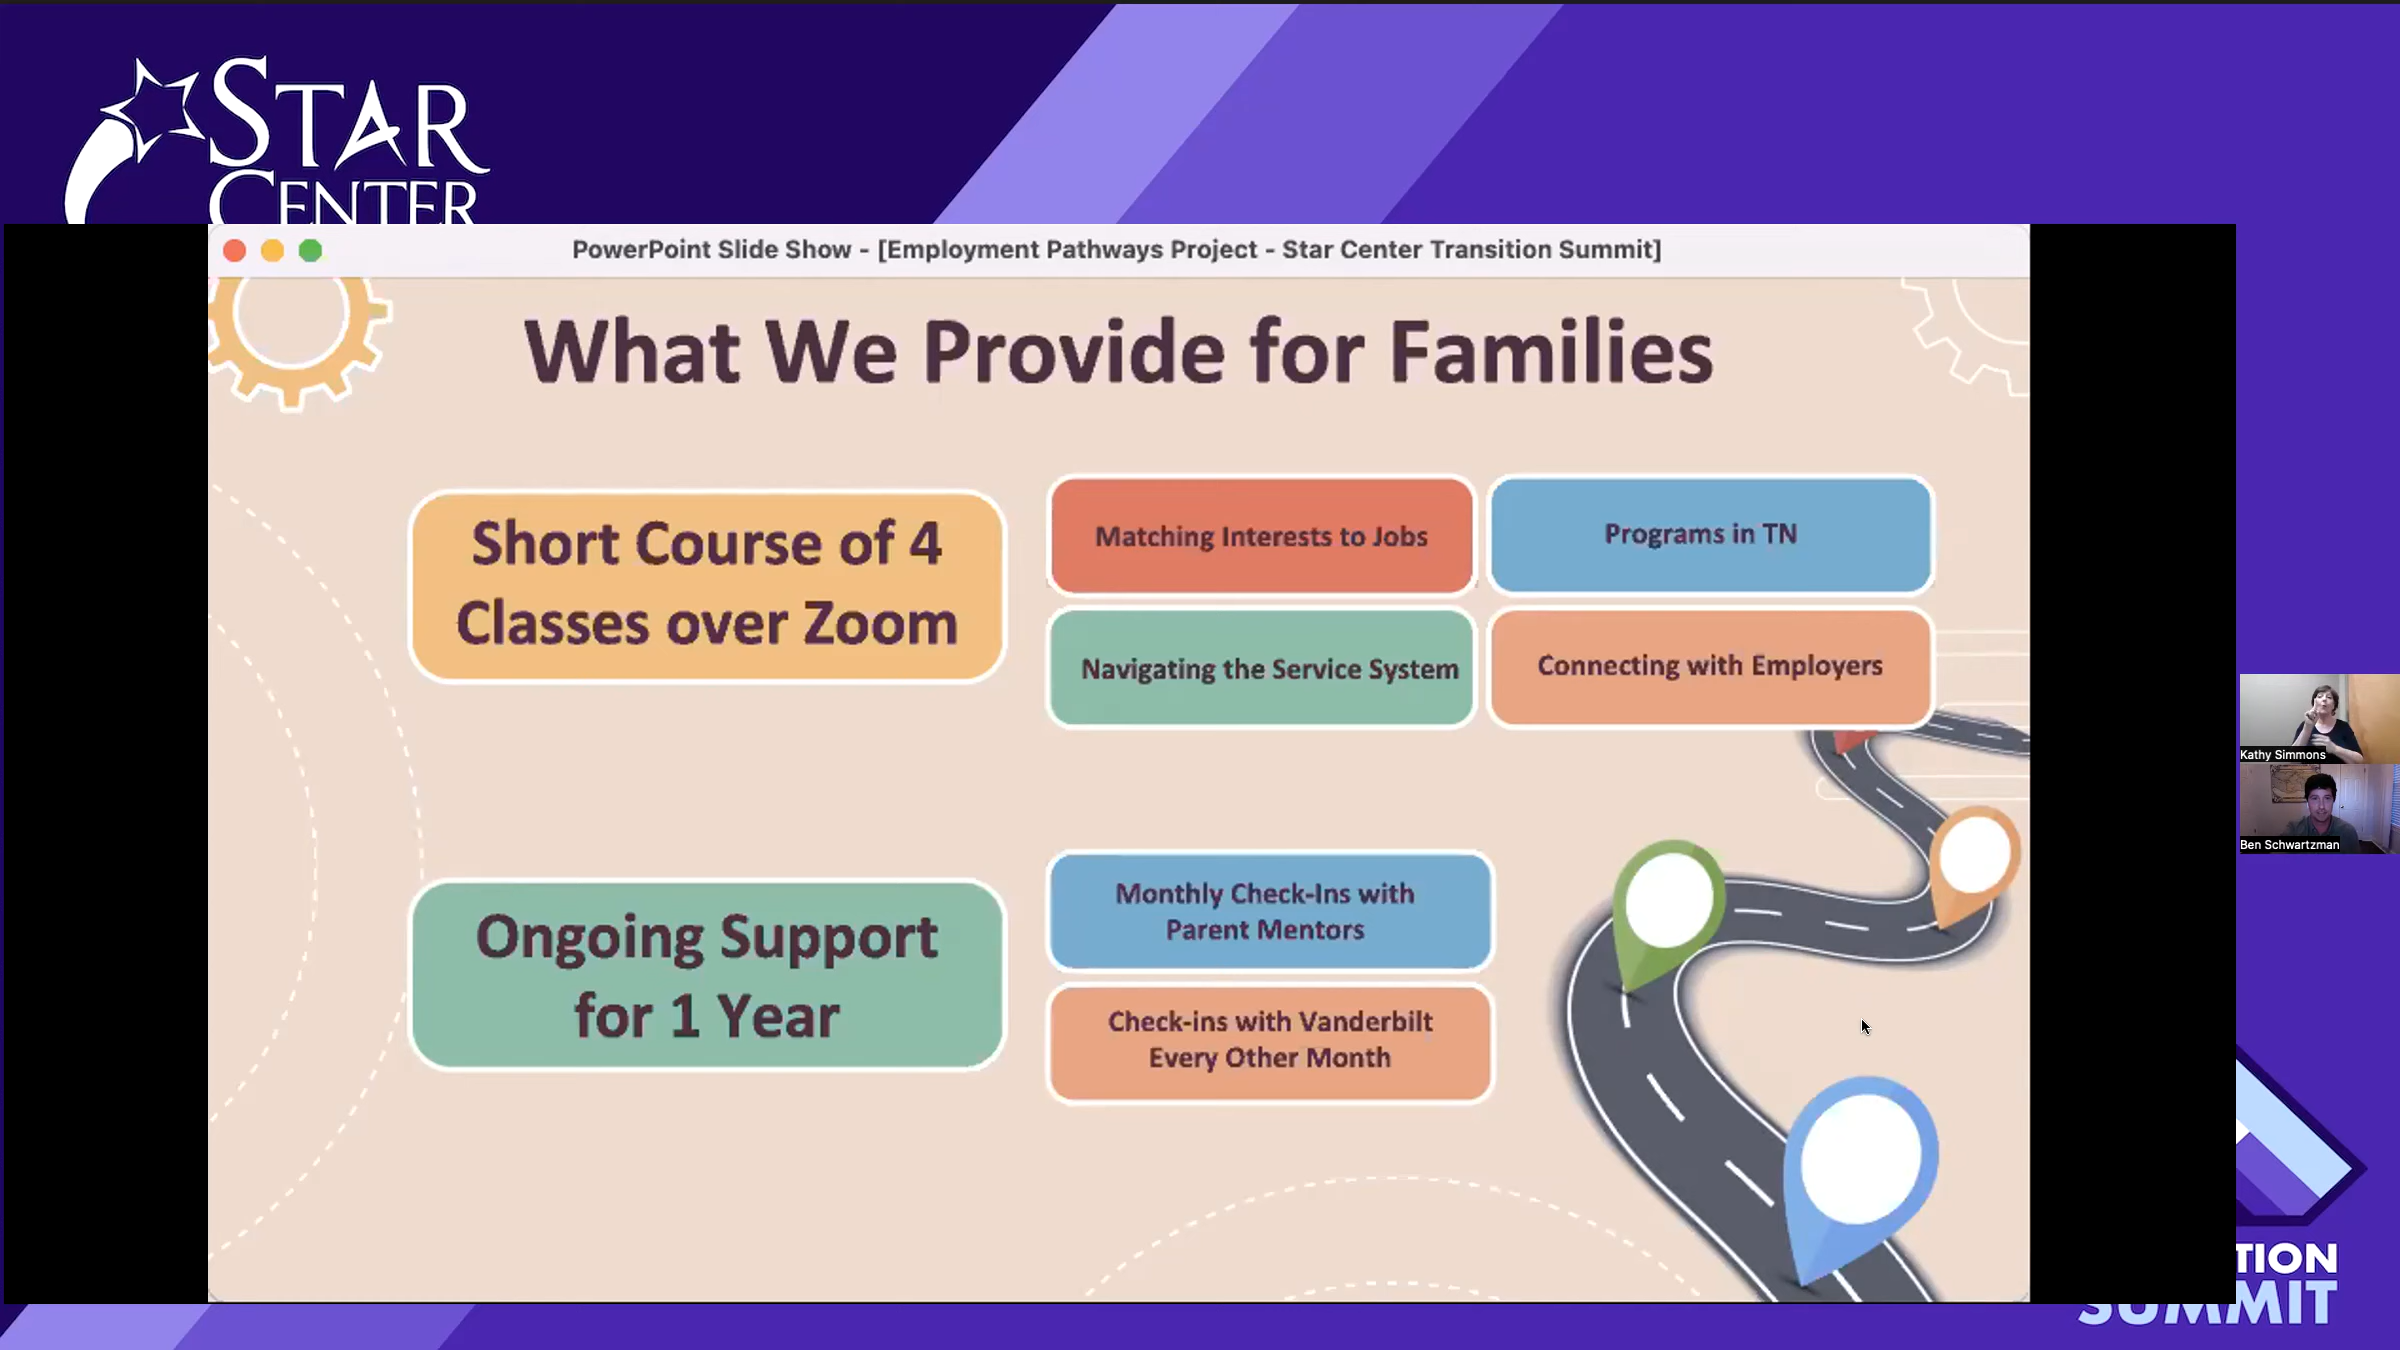 STAR
CENTER
PowerPoint Slide Show - [Employment Pathways Project - Star Center Transition Summit]
What We Provide for Families
Short Course of 4
Classes over Zoom
Matching Interests to Jobs
Programs in TN
Navigating the Service System
Connecting with Employers
Ongoing Support
for 1 Year
Monthly Check-Ins with
Parent Mentors
Check-ins with Vanderbilt
Every Other Month
Kathy Simmons
Ben Schwartzman
TION
SUMMIT